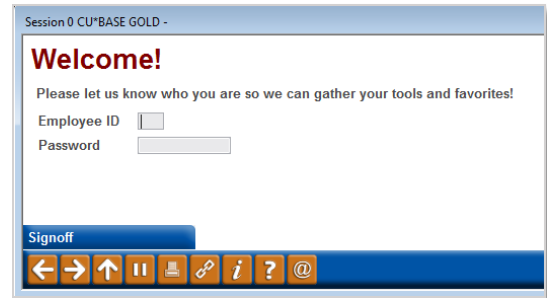 Session 0 CU*BASE GOLD -
Welcome!
Please let us know who you are so we can gather your tools and favorites!
Employee ID
Password
Signoff
i ? @